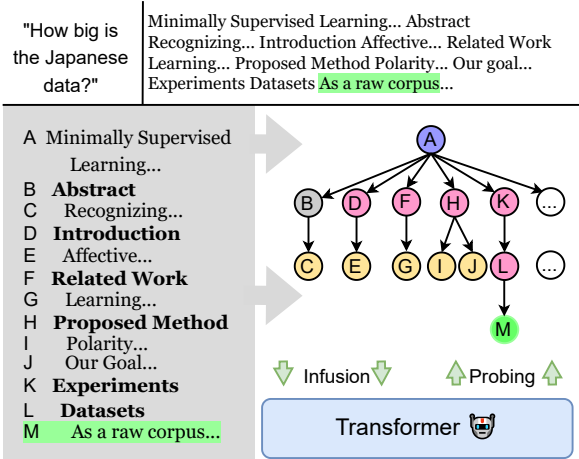 "How big is
the Japanese
data?"
Minimally Supervised Learning... Abstract
Recognizing... Introduction Affective... Related Work
Learning... Proposed Method Polarity... Our goal...
Experiments Datasets As a raw corpus...
A Minimally Supervised
Learning...
B Abstract
C Recognizing...
D Introduction
E Affective...
F Related Work
G Learning...
H Proposed Method
I Polarity...
J Our Goal...
K Experiments
L Datasets
M As a raw corpus...
A
B D F H K ...
C E G I J L ...
M
Infusion Probing
Transformer